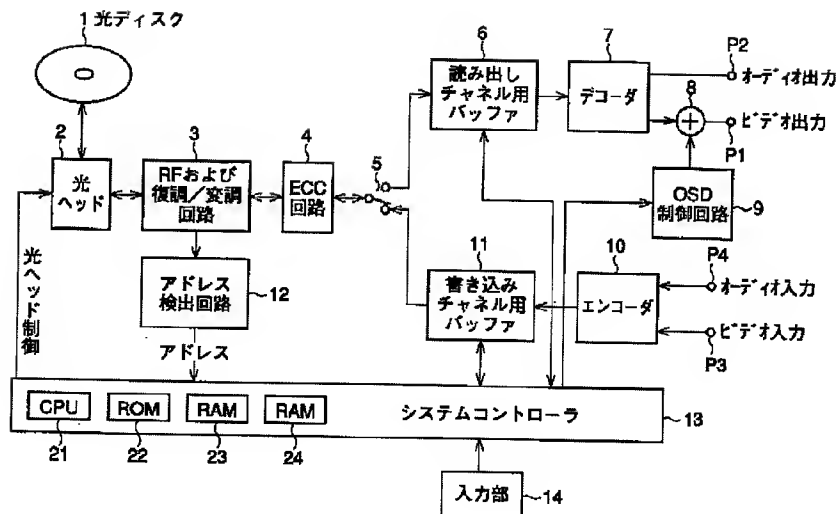 1 光ディスク
2
光
ヘッド
3
RFおよび
復調/変調
回路
4
ECC
回路
5
6
読み出し
チャネル用
バッファ
7
デコーダ
P2
オーディオ出力
8
ビデオ出力
P1
OSD
制御回路
9
10
エンコーダ
P4
オーディオ入力
ビデオ入力
P3
11
書き込み
チャネル用
バッファ
アドレス
検出回路
12
アドレス
光ヘッド制御
CPU
ROM
RAM
RAM
システムコントローラ
13
21
22
23
24
入力部
14